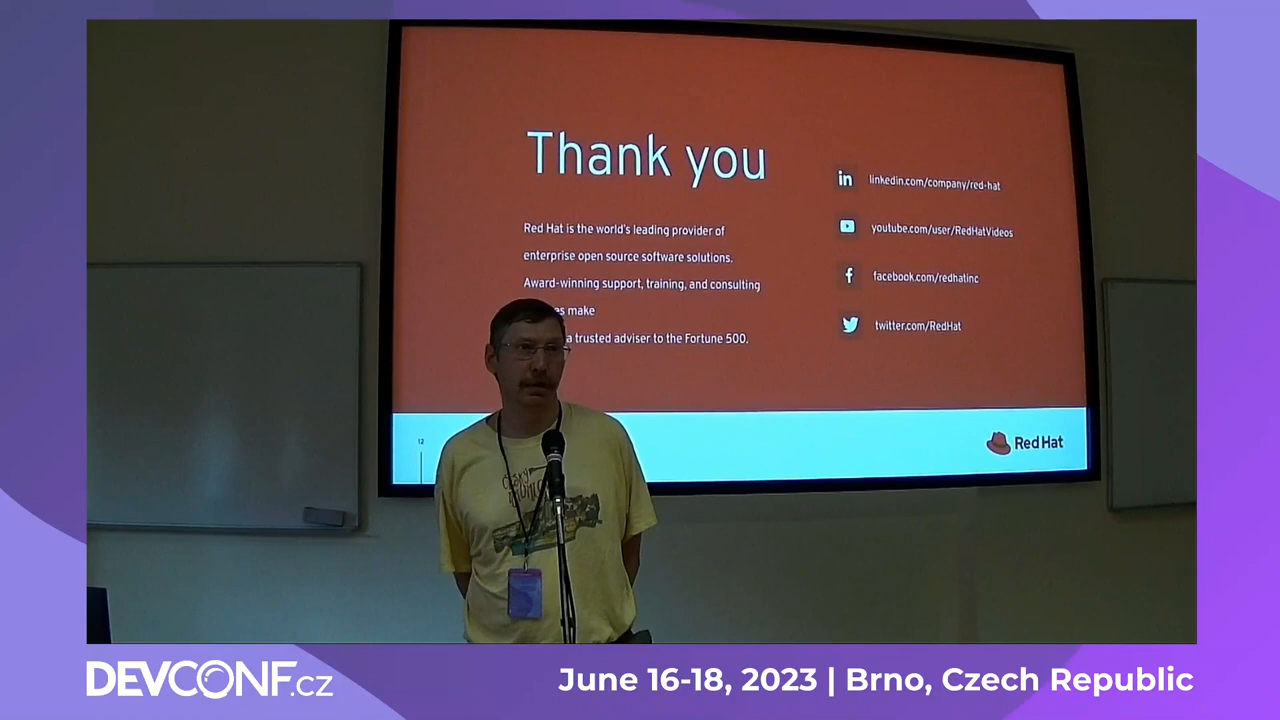 Thank you
Red Hat is the world's leading provider of
enterprise open source software solutions.
Award-winning support, training, and consulting
es make
a trusted adviser to the Fortune 500.
linkedin.com/company/red-hat
youtube.com/user/RedHatVideos
facebook.com/redhatinc
twitter.com/RedHat
12
Red Hat
DEVCONF.cz
June 16-18, 2023 | Brno, Czech Republic